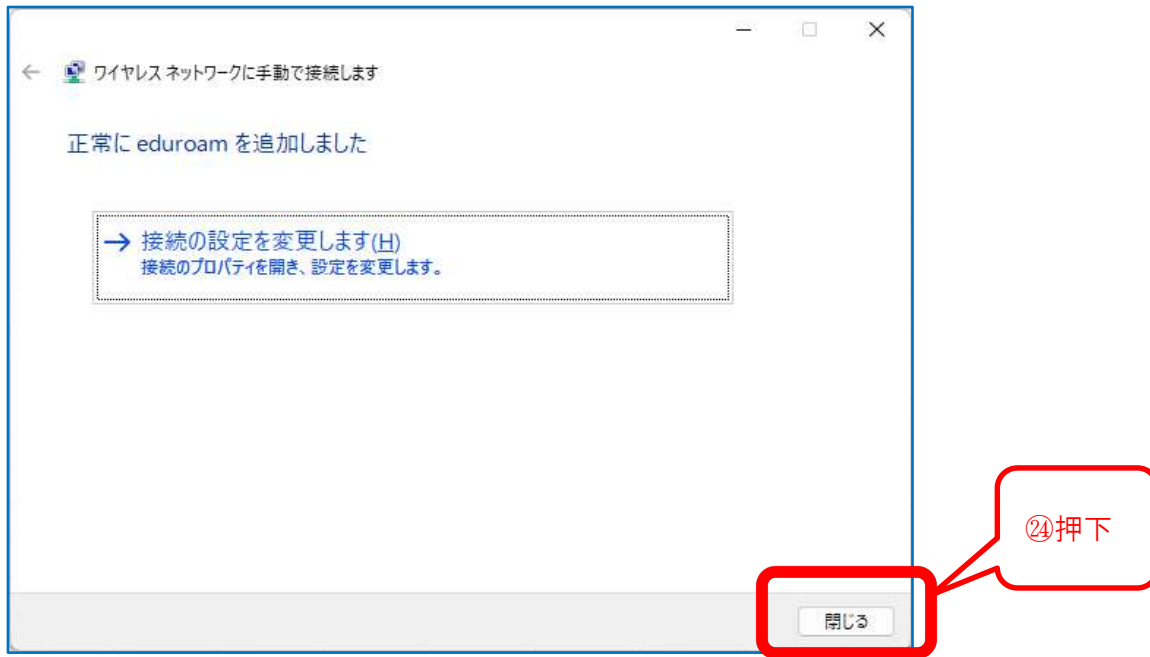 ワイヤレス ネットワークに手動で接続します
正常に eduroam を追加しました
→ 接続の設定を変更します(H)
接続のプロパティを開き、設定を変更します。
㉔押下
閉じる